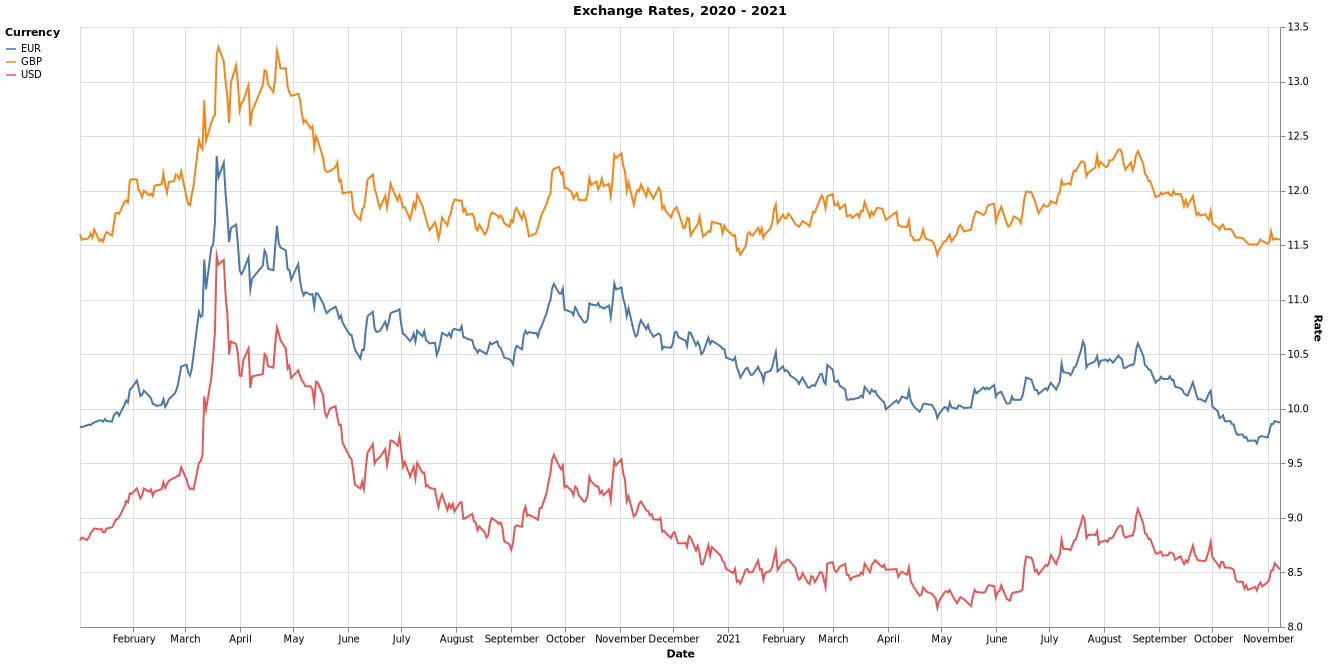 Exchange Rates, 2020 - 2021
Currency
EUR
GBP
USD
13.5
13.0
12.5
12.0
11.5
11.0
10.5
10.0
9.5
9.0
8.5
8.0
Rate
February March April May June July August September October November December 2021 February March April May June July August September October November
Date